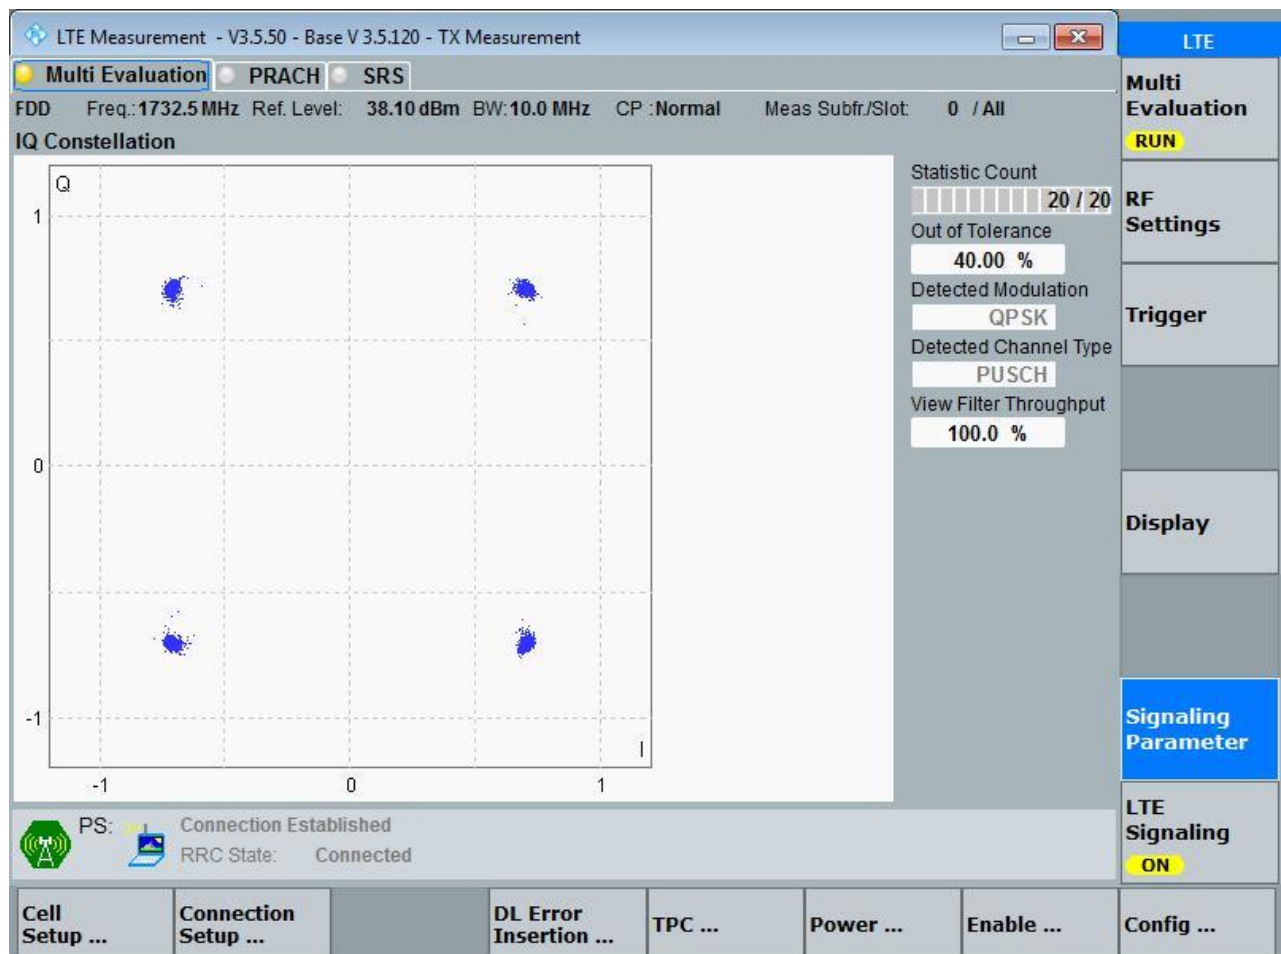 LTE Measurement - V3.5.50 - Base V 3.5.120 - TX Measurement
LTE
Multi Evaluation PRACH SRS
FDD Freq.:1732.5 MHz Ref. Level: 38.10 dBm BW:10.0 MHz CP :Normal Meas Subfr./Slot: 0 / All
IQ Constellation
Q
1
0
-1
I
-1 0 1
Statistic Count
20 / 20
Out of Tolerance
40.00 %
Detected Modulation
QPSK
Detected Channel Type
PUSCH
View Filter Throughput
100.0 %
Multi
Evaluation
RUN
RF
Settings
Trigger
Display
Signaling
Parameter
LTE
Signaling
ON
PS: Connection Established
RRC State: Connected
Cell
Setup ...
Connection
Setup ...
DL Error
Insertion ...
TPC ...
Power ...
Enable ...
Config ...